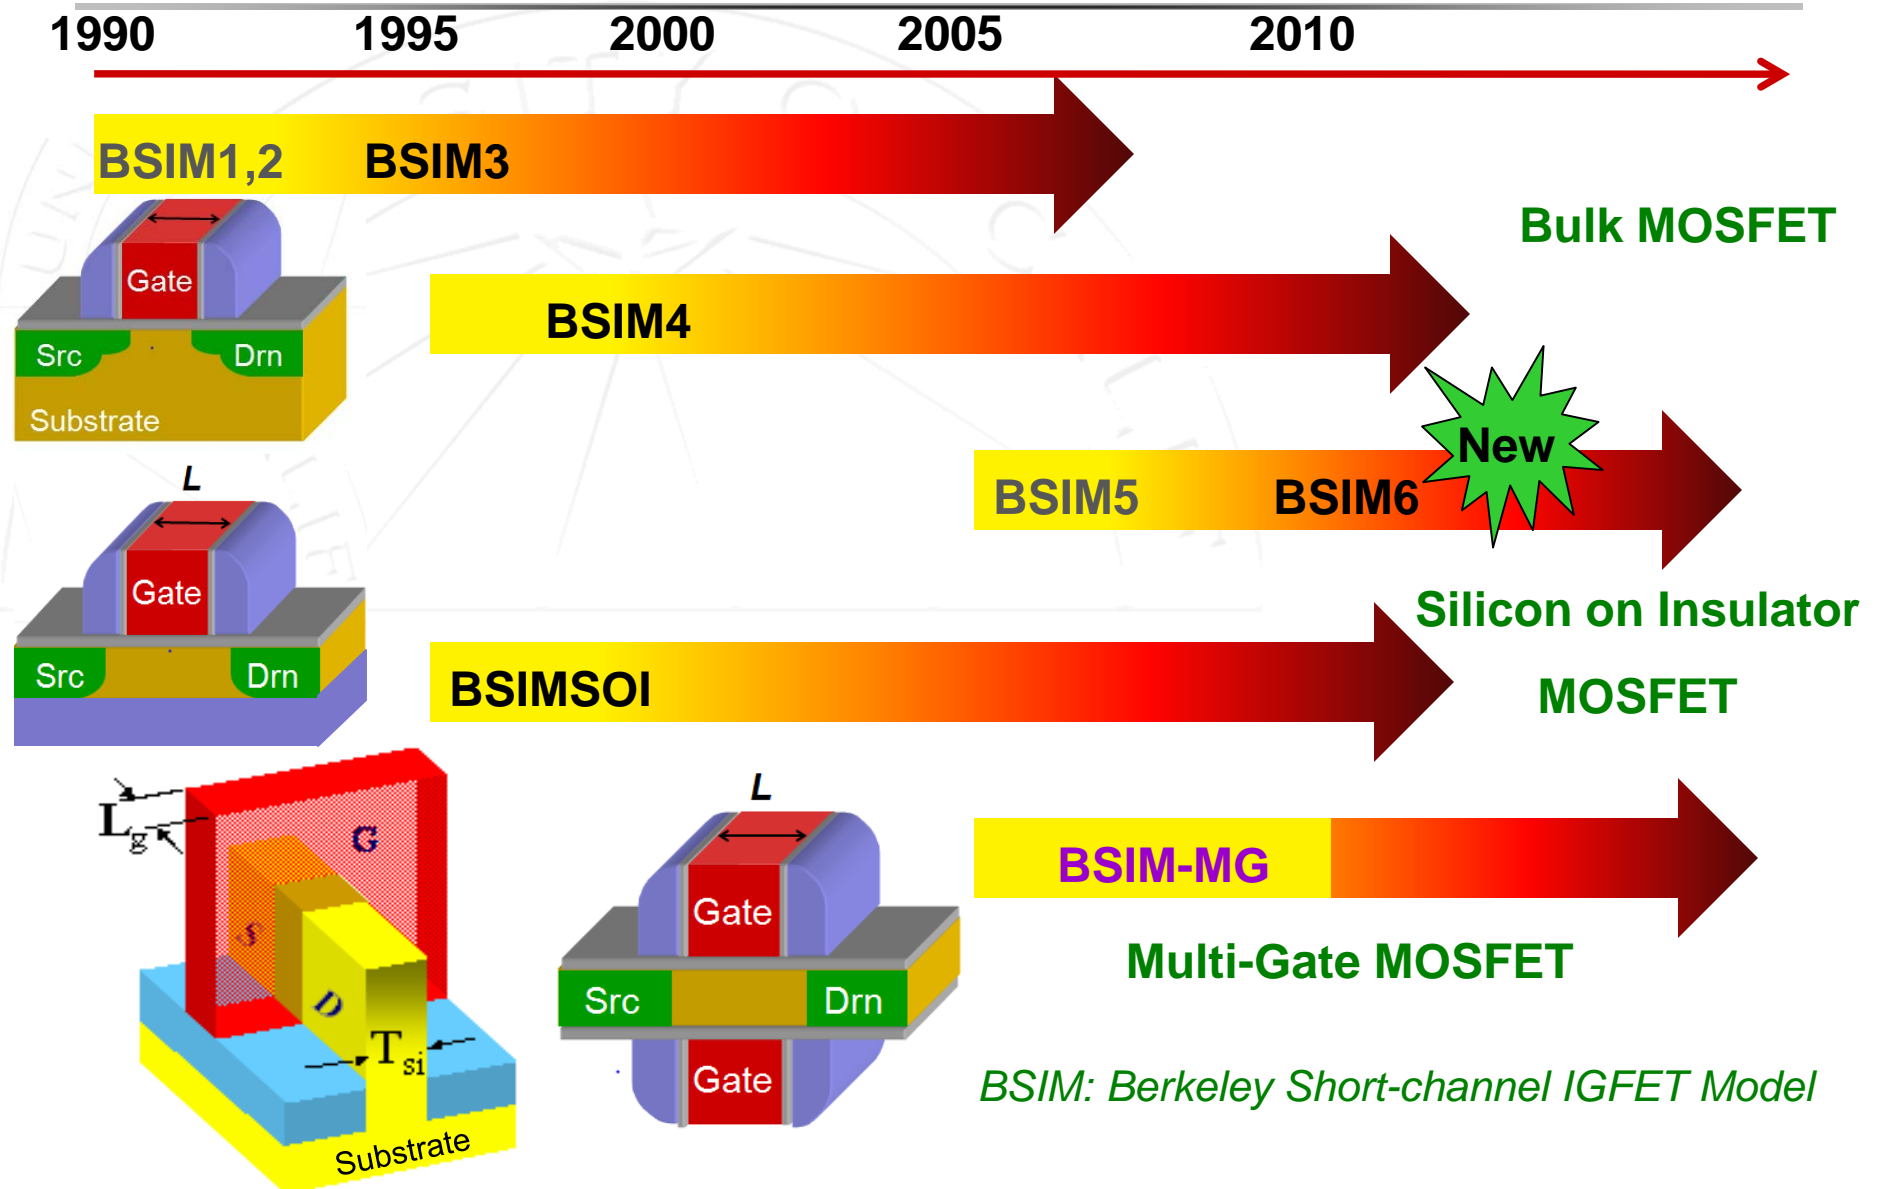 1990 1995 2000 2005 2010
BSIM1,2 BSIM3
Bulk MOSFET
Gate
Src Drn
Substrate
BSIM4
New
BSIM5 BSIM6
L
Gate
Src Drn
Silicon on Insulator
MOSFET
BSIMSOI
Lg
G
S
D
Tsi
Substrate
L
Gate
Src Drn
Gate
BSIM-MG
Multi-Gate MOSFET
BSIM: Berkeley Short-channel IGFET Model